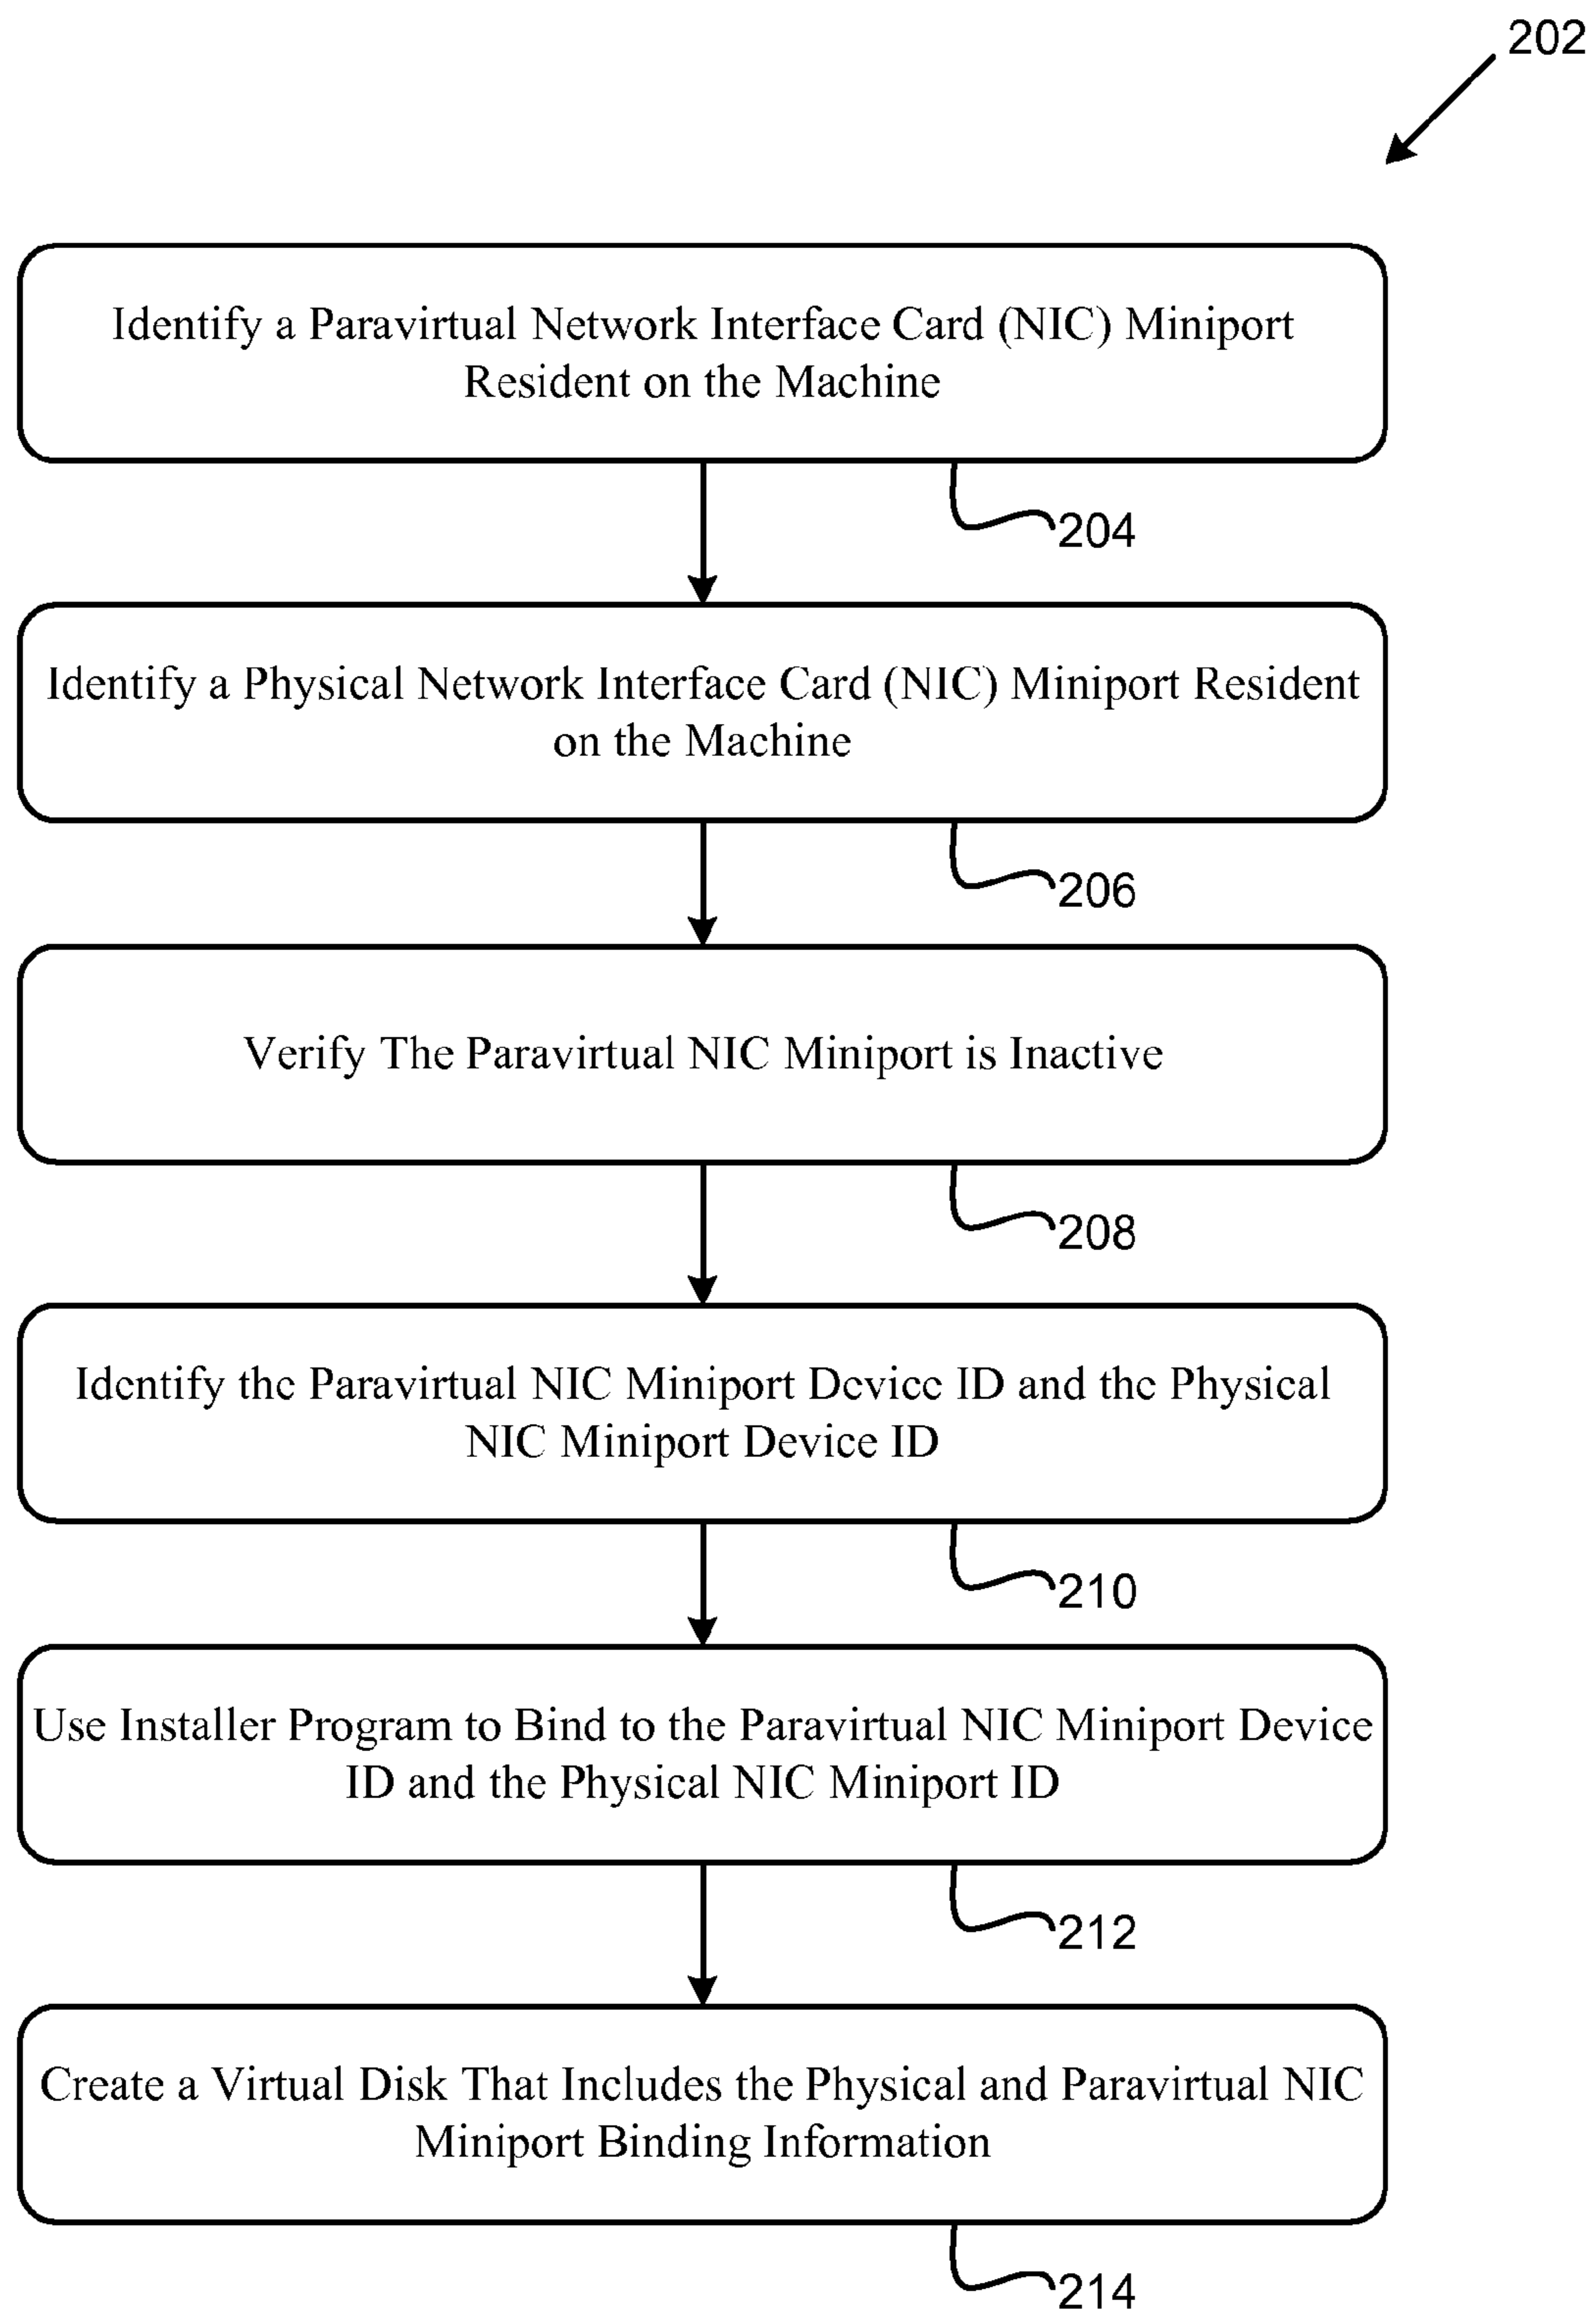 202
Identify a Paravirtual Network Interface Card (NIC) Miniport
Resident on the Machine
204
Identify a Physical Network Interface Card (NIC) Miniport Resident
on the Machine
206
Verify The Paravirtual NIC Miniport is Inactive
208
Identify the Paravirtual NIC Miniport Device ID and the Physical
NIC Miniport Device ID
210
Use Installer Program to Bind to the Paravirtual NIC Miniport Device
ID and the Physical NIC Miniport ID
212
Create a Virtual Disk That Includes the Physical and Paravirtual NIC
Miniport Binding Information
214